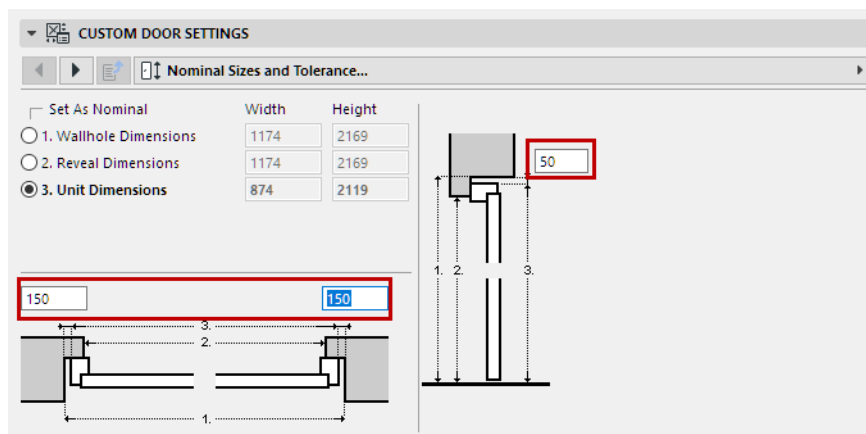 CUSTOM DOOR SETTINGS
Nominal Sizes and Tolerance...
Set As Nominal Width Height
1. Wallhole Dimensions 1174 2169
2. Reveal Dimensions 1174 2169
3. Unit Dimensions 874 2119
50
1. 2. 3.
150 150
3.
2.
1.